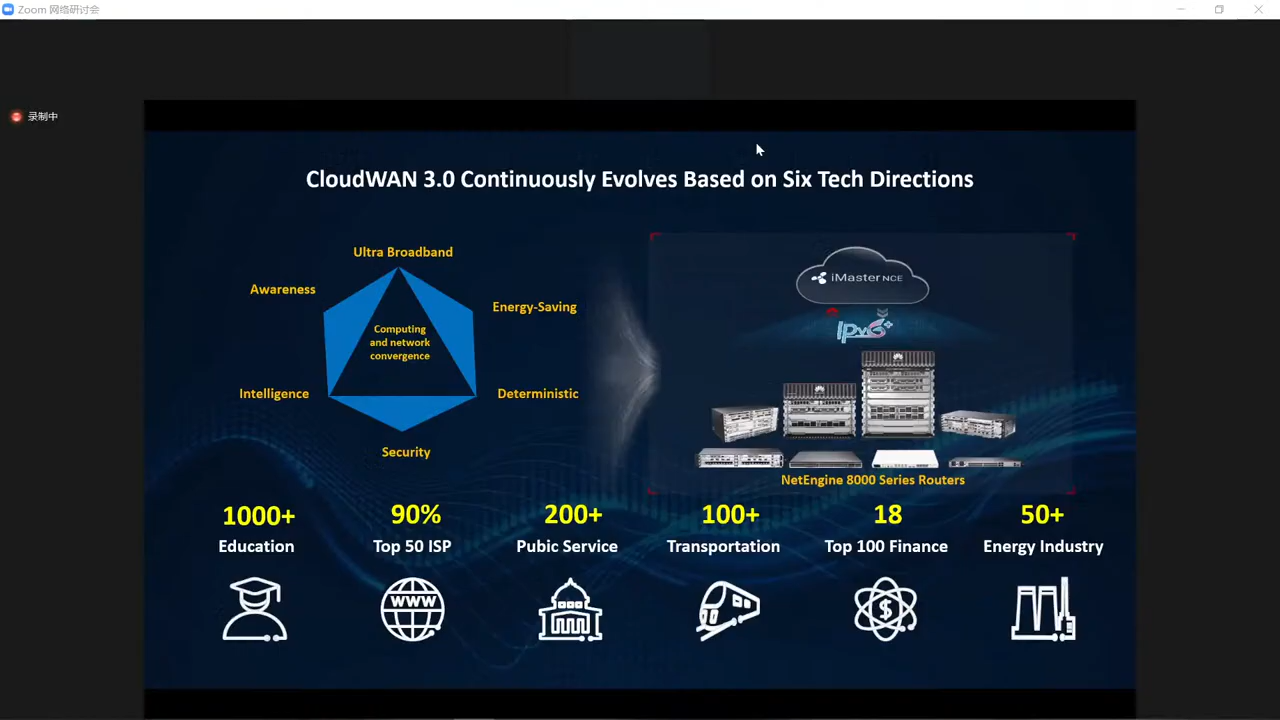 Zoom 网络研讨会
录制中
CloudWAN 3.0 Continuously Evolves Based on Six Tech Directions
Ultra Broadband
Awareness
Energy-Saving
Computing
and network
convergence
Intelligence
Deterministic
Security
iMaster NCE
IPv6+
NetEngine 8000 Series Routers
1000+
Education
90%
Top 50 ISP
200+
Pubic Service
100+
Transportation
18
Top 100 Finance
50+
Energy Industry
WWW
$